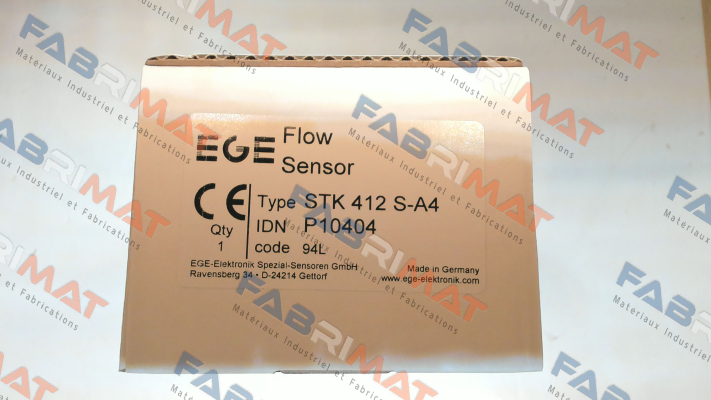 EGE Flow
Sensor
CE Type STK 412 S-A4
Qty IDN P10404
1 code 94L
EGE-Elektronik Spezial-Sensoren GmbH
Ravensberg 34 • D-24214 Gettorf
Made in Germany
www.ege-elektronik.com
FABRIMAT
Matériaux Industriel et Fabrications